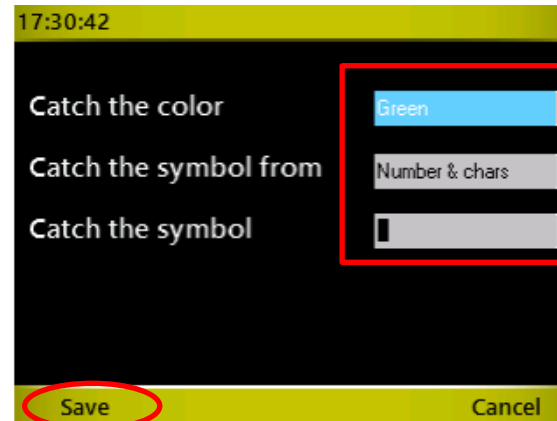 17:30:42
Catch the color Green
Catch the symbol from Number & chars
Catch the symbol
Save Cancel